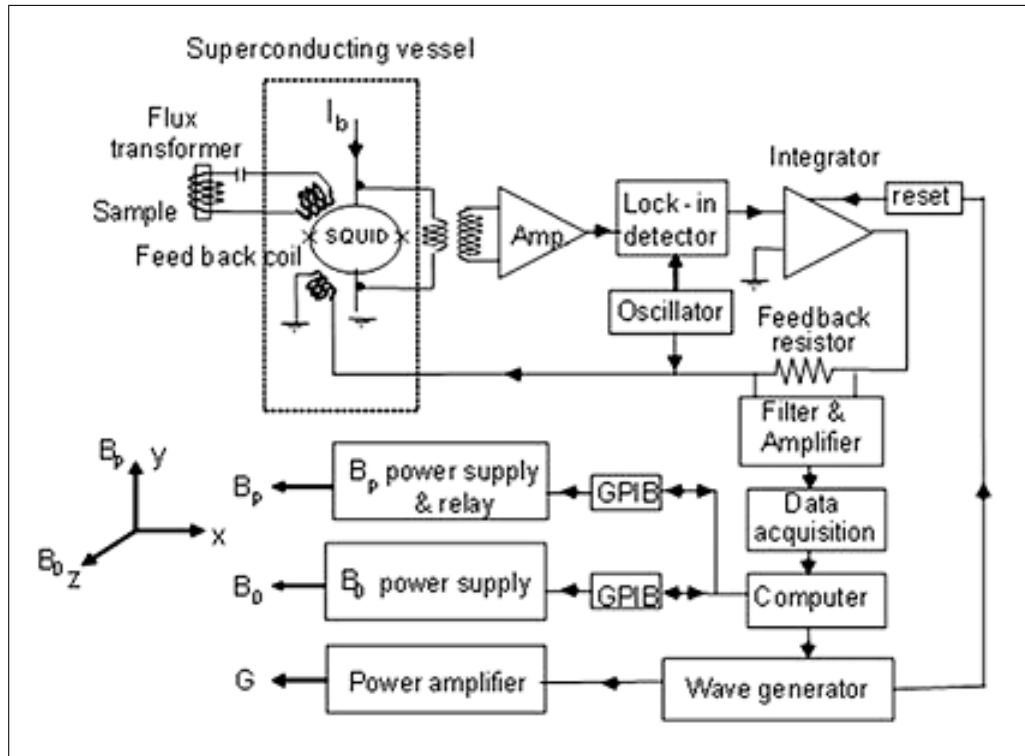 Superconducting vessel
I_b
Flux
transformer
Sample
SQUID
Feed back coil
Amp
Lock-in
detector
Integrator
reset
Oscillator
Feedback
resistor
Filter &
Amplifier
B_p
y
x
B_0
z
B_p
B_p power supply
& relay
GPIB
Data
acquisition
B_0
B_0 power supply
GPIB
Computer
G
Power amplifier
Wave generator